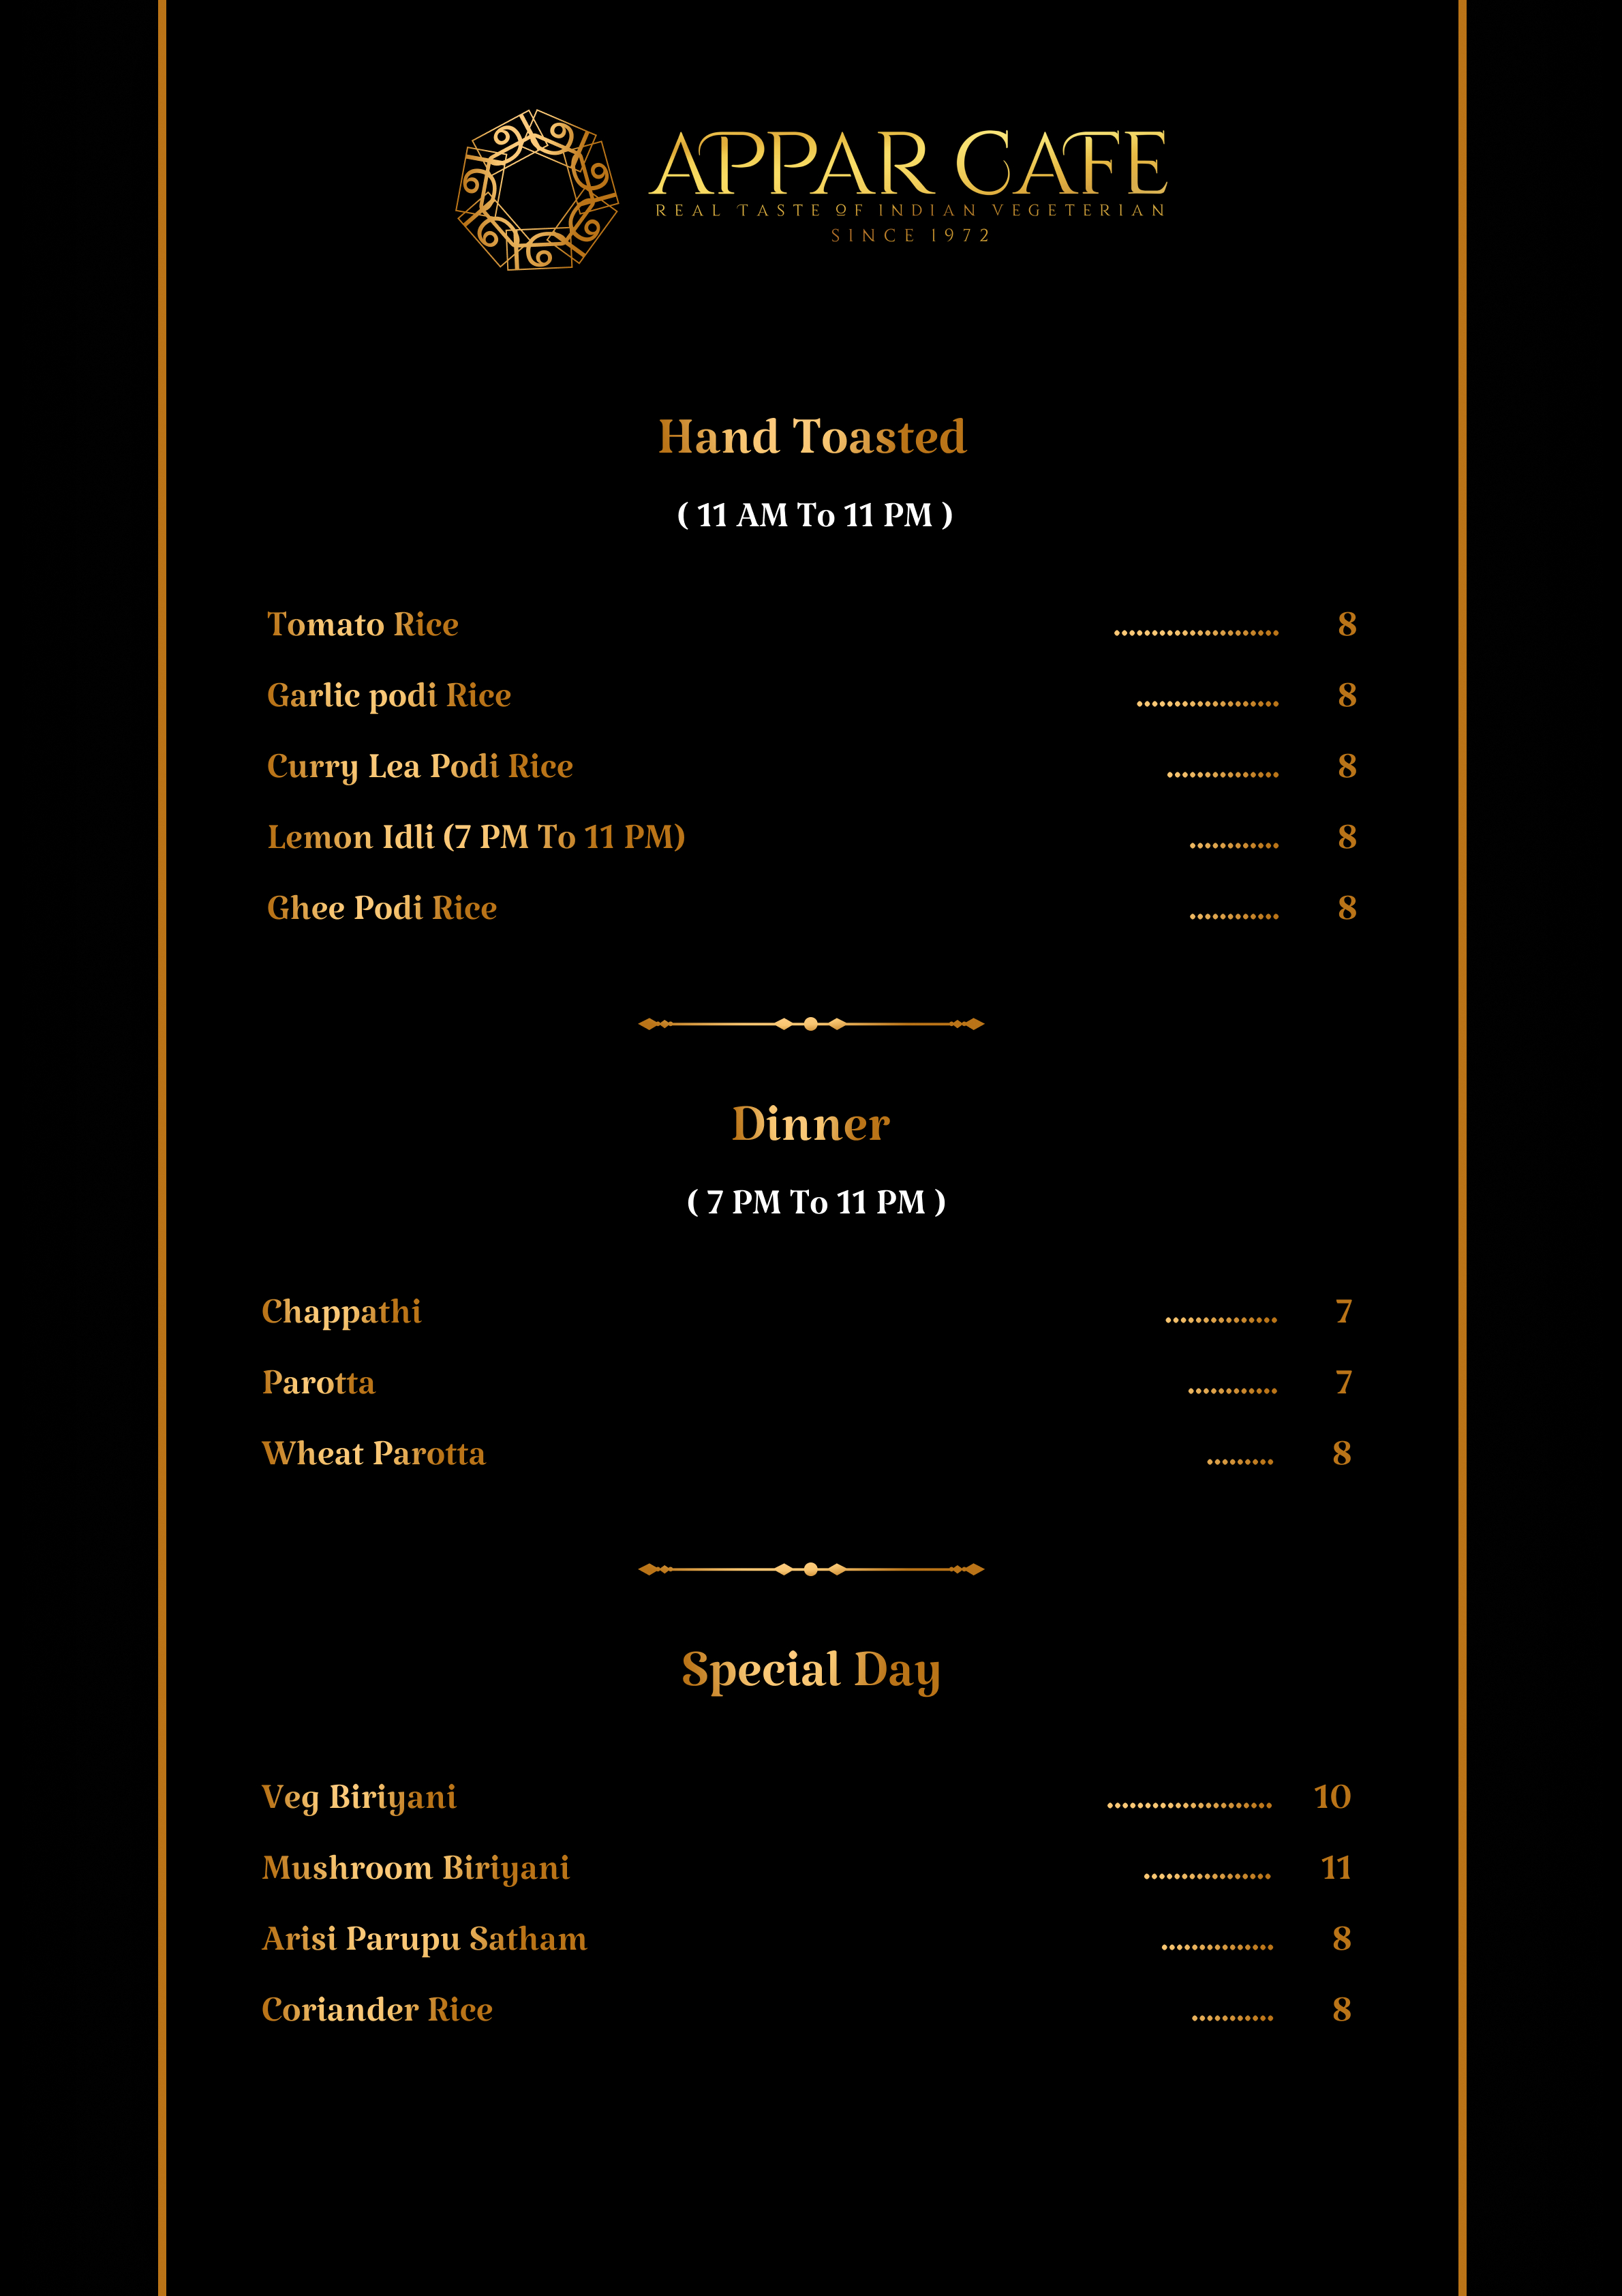 APPAR CAFE
REAL TASTE OF INDIAN VEGETERIAN
SINCE 1972
Hand Toasted
( 11 AM To 11 PM )
Tomato Rice ...................... 8
Garlic podi Rice ................... 8
Curry Lea Podi Rice ............... 8
Lemon Idli (7 PM To 11 PM) ............ 8
Ghee Podi Rice ............ 8
Dinner
( 7 PM To 11 PM )
Chappathi ............... 7
Parotta ............ 7
Wheat Parotta ......... 8
Special Day
Veg Biriyani ...................... 10
Mushroom Biriyani ................. 11
Arisi Parupu Satham ............... 8
Coriander Rice ........... 8